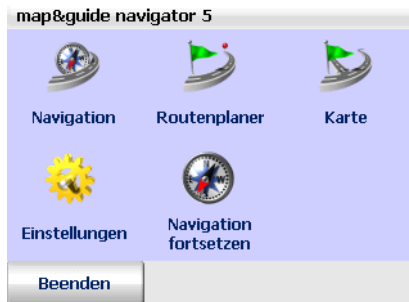 map&guide navigator 5
Navigation
Routenplaner
Karte
Einstellungen
Navigation
fortsetzen
Beenden